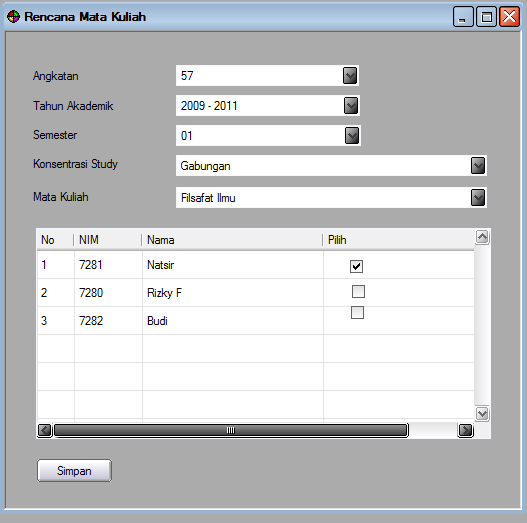 Rencana Mata Kuliah
Angkatan 57
Tahun Akademik 2009 - 2011
Semester 01
Konsentrasi Study Gabungan
Mata Kuliah Filsafat Ilmu
No NIM Nama Pilih
1 7281 Natsir
2 7280 Rizky F
3 7282 Budi
Simpan